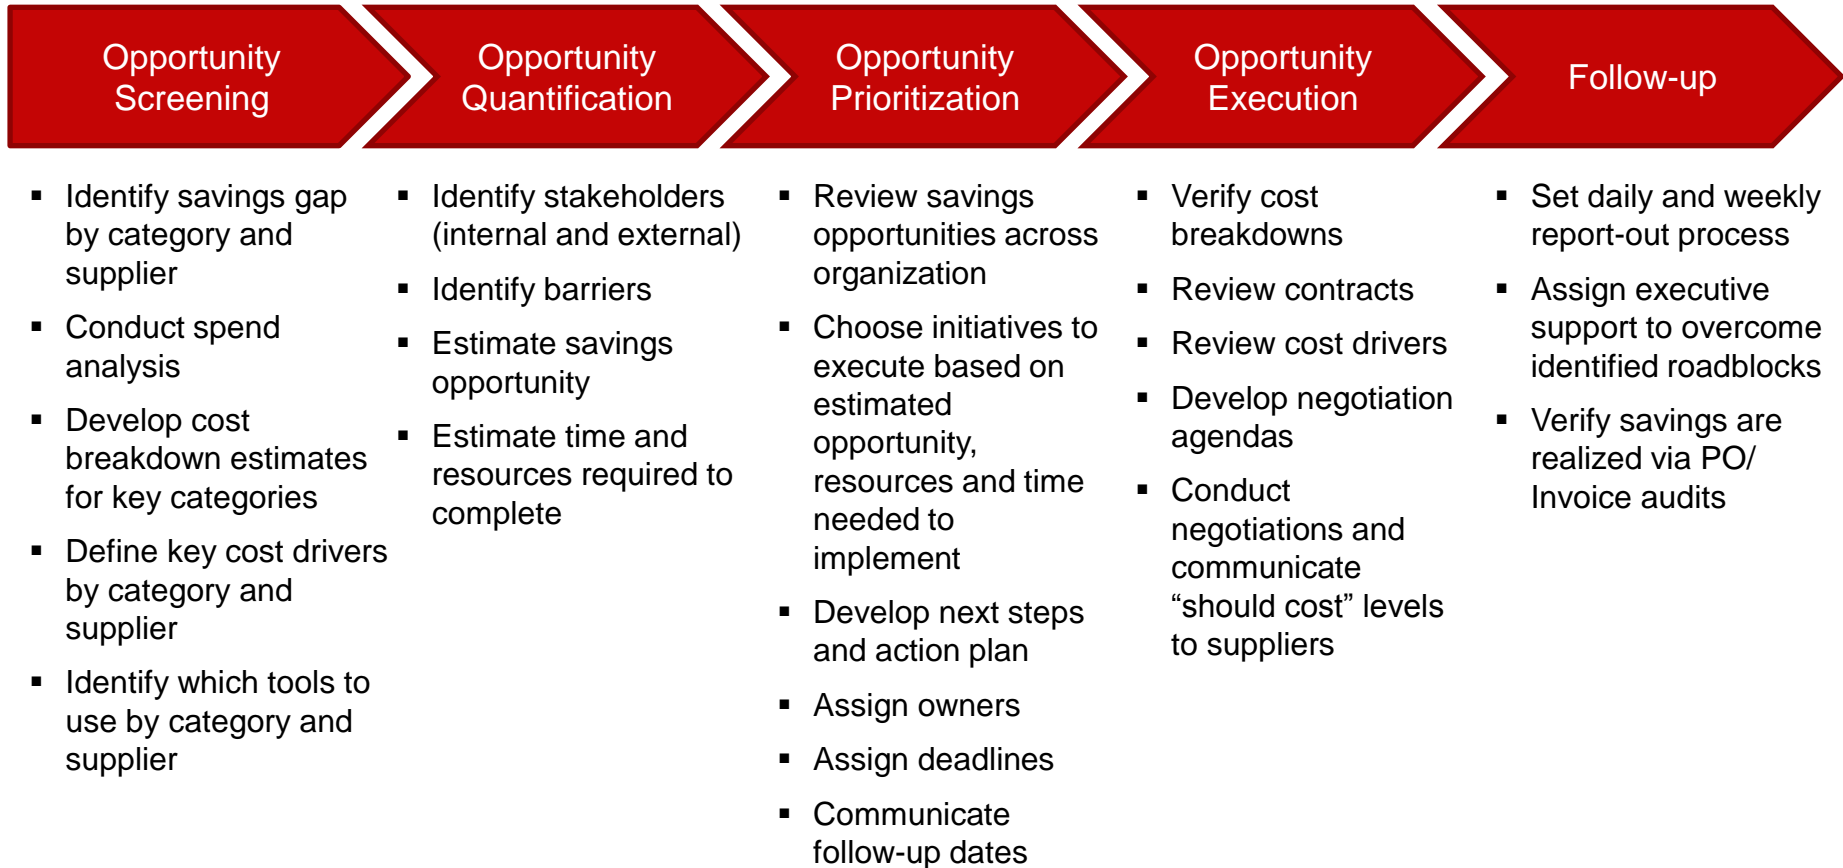 Opportunity
Screening
Opportunity
Quantification
Opportunity
Prioritization
Opportunity
Execution
Follow-up
▪ Identify savings gap
by category and
supplier
▪ Conduct spend
analysis
▪ Develop cost
breakdown estimates
for key categories
▪ Define key cost drivers
by category and
supplier
▪ Identify which tools to
use by category and
supplier
▪ Identify stakeholders
(internal and external)
▪ Identify barriers
▪ Estimate savings
opportunity
▪ Estimate time and
resources required to
complete
▪ Review savings
opportunities across
organization
▪ Choose initiatives to
execute based on
estimated
opportunity,
resources and time
needed to
implement
▪ Develop next steps
and action plan
▪ Assign owners
▪ Assign deadlines
▪ Communicate
follow-up dates
▪ Verify cost
breakdowns
▪ Review contracts
▪ Review cost drivers
▪ Develop negotiation
agendas
▪ Conduct
negotiations and
communicate
“should cost” levels
to suppliers
▪ Set daily and weekly
report-out process
▪ Assign executive
support to overcome
identified roadblocks
▪ Verify savings are
realized via PO/
Invoice audits